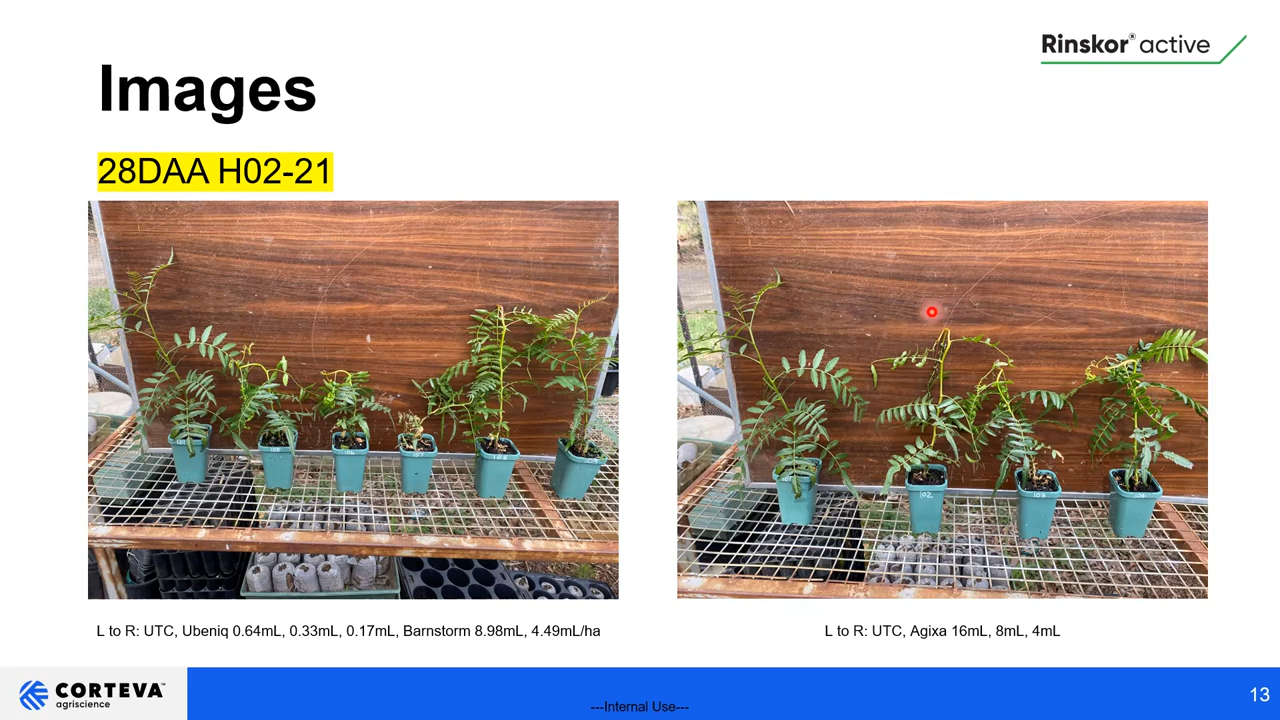 Rinskor® active
Images
28DAA H02-21
L to R: UTC, Ubeniq 0.64mL, 0.33mL, 0.17mL, Barnstorm 8.98mL, 4.49mL/ha
L to R: UTC, Agixa 16mL, 8mL, 4mL
CORTEVA™
agriscience
---Internal Use---
13